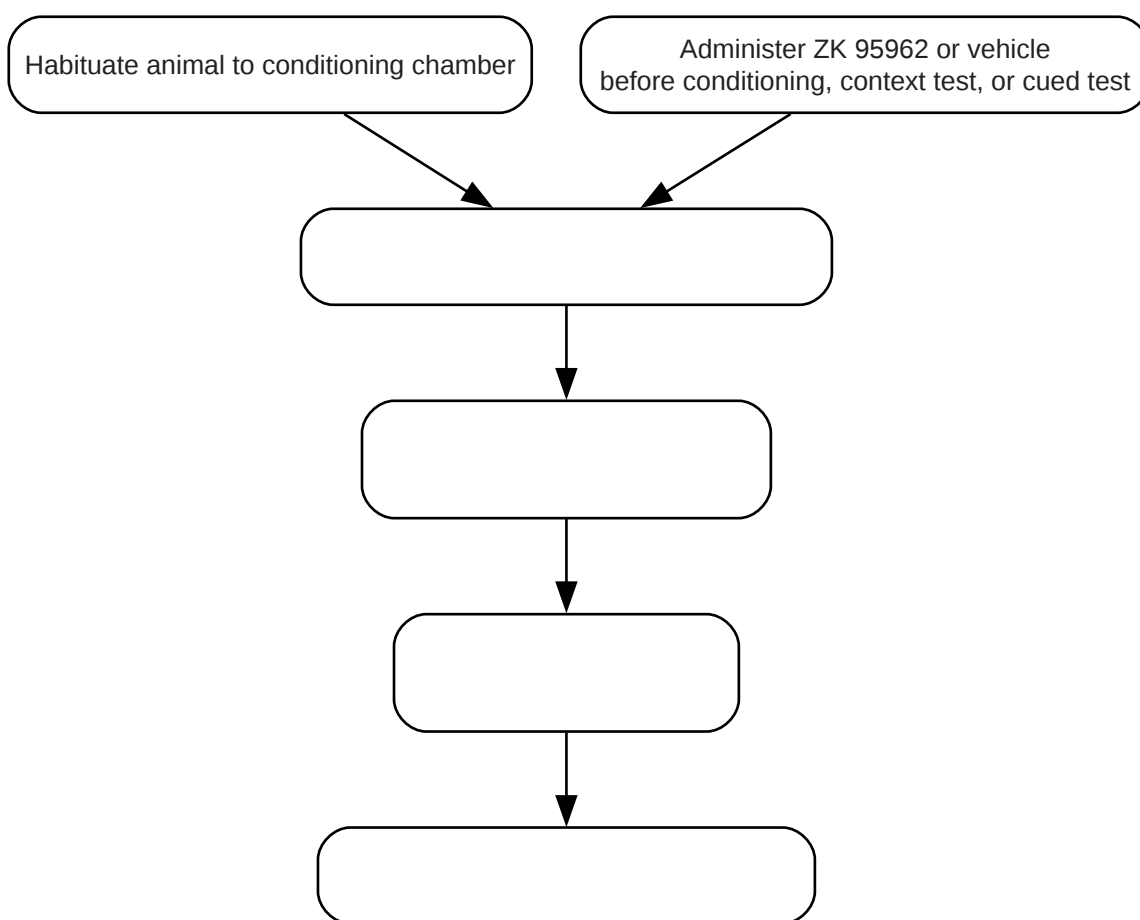 Habituate animal to conditioning chamber
Administer ZK 95962 or vehicle
before conditioning, context test, or cued test